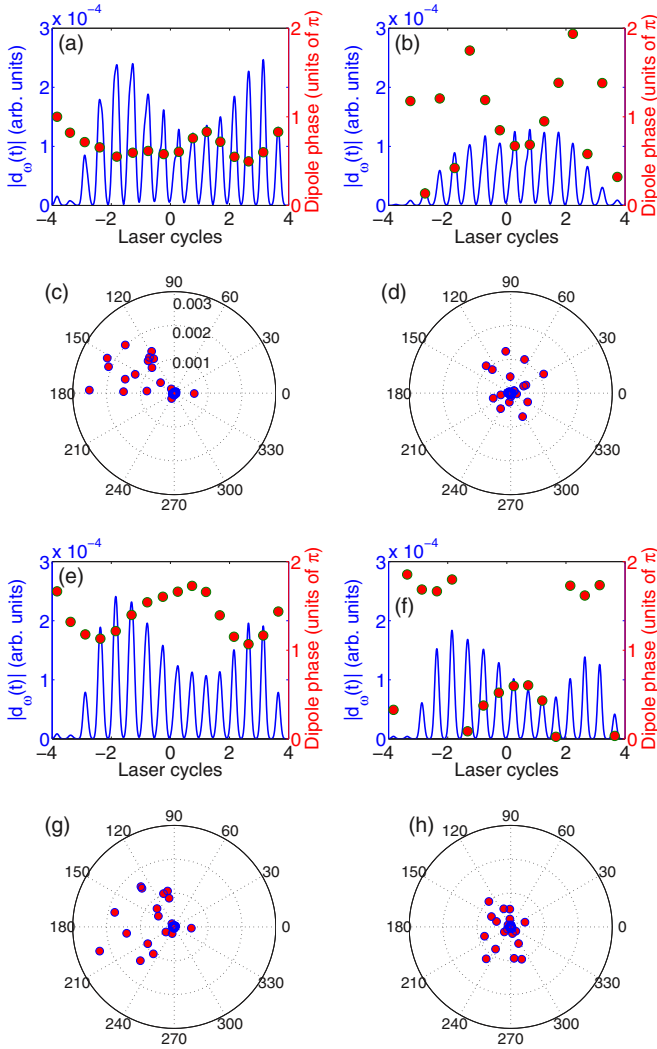 x 10⁻⁴
(a)
|d_ω(t)| (arb. units)
3
2
1
0
2
1
0
Dipole phase (units of π)
−4 −2 0 2 4
Laser cycles
x 10⁻⁴
(b)
|d_ω(t)| (arb. units)
3
2
1
0
2
1
0
Dipole phase (units of π)
−4 −2 0 2 4
Laser cycles
(c)
90
120 60
150 30
180 0
210 330
240 300
270
0.003
0.002
0.001
(d)
90
120 60
150 30
180 0
210 330
240 300
270
x 10⁻⁴
(e)
|d_ω(t)| (arb. units)
3
2
1
0
2
1
0
Dipole phase (units of π)
−4 −2 0 2 4
Laser cycles
x 10⁻⁴
(f)
|d_ω(t)| (arb. units)
3
2
1
0
2
1
0
Dipole phase (units of π)
−4 −2 0 2 4
Laser cycles
(g)
90
120 60
150 30
180 0
210 330
240 300
270
(h)
90
120 60
150 30
180 0
210 330
240 300
270